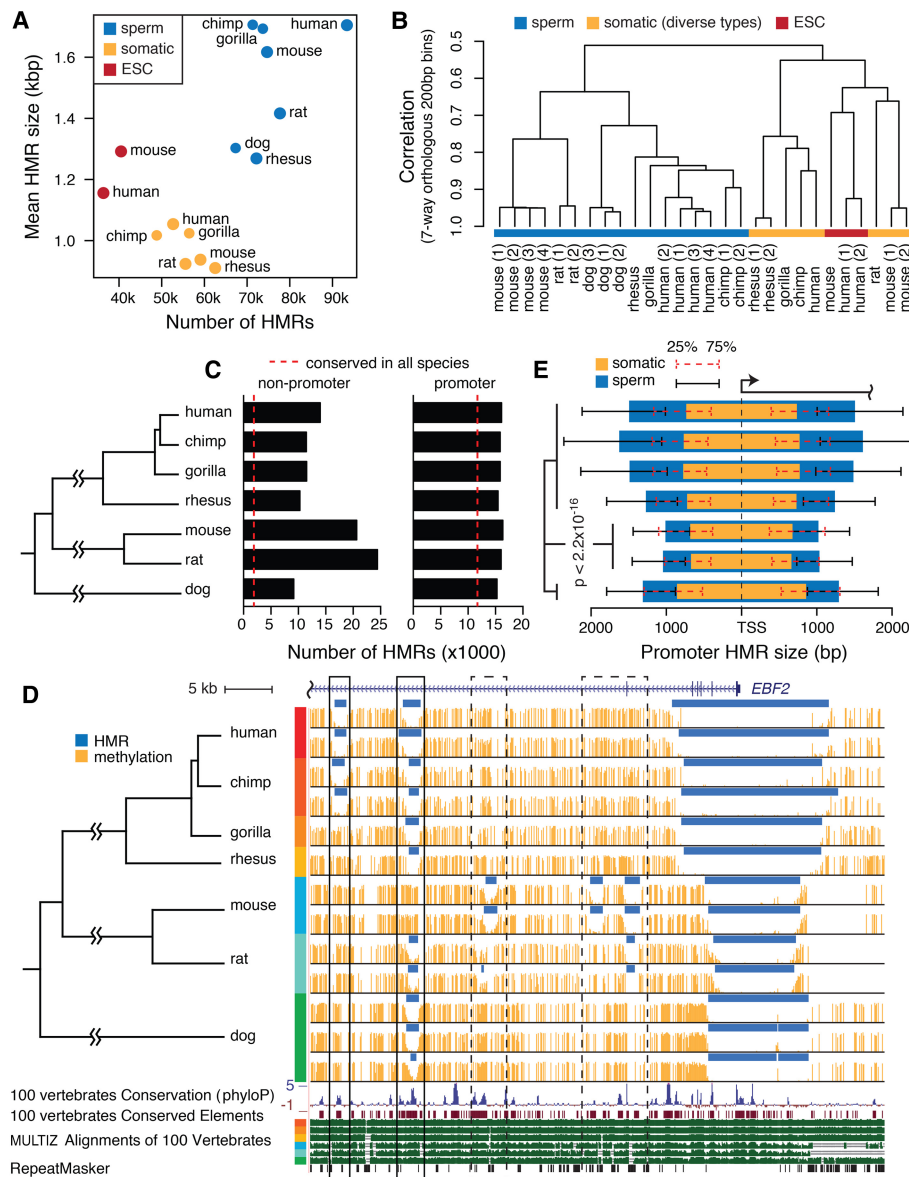 A
sperm
somatic
ESC
Mean HMR size (kbp)
1.6
1.4
1.2
1.0
chimp
gorilla
human
mouse
rat
dog
rhesus
mouse
human
human
chimp
gorilla
mouse
rat
rhesus
40k 50k 60k 70k 80k 90k
Number of HMRs
B
sperm somatic (diverse types) ESC
Correlation
(7-way orthologous 200bp bins)
0.5
0.6
0.7
0.8
0.9
1.0
mouse (1)
mouse (2)
mouse (3)
mouse (4)
rat (1)
rat (2)
dog (3)
dog (1)
dog (2)
rhesus
gorilla
human (2)
human (1)
human (3)
human (4)
chimp (1)
chimp (2)
rhesus (1)
rhesus (2)
gorilla
chimp
human
mouse
human (1)
human (2)
rat
mouse (1)
mouse (2)
C
conserved in all species
non-promoter promoter
human
chimp
gorilla
rhesus
mouse
rat
dog
0 5 10 15 20 25 0 5 10 15 20
Number of HMRs (x1000)
E
25% 75%
somatic
sperm
p < 2.2x10-16
2000 1000 TSS 1000 2000
Promoter HMR size (bp)
D
5 kb
EBF2
HMR
methylation
human
chimp
gorilla
rhesus
mouse
rat
dog
5
100 vertebrates Conservation (phyloP)
-1
100 vertebrates Conserved Elements
MULTIZ Alignments of 100 Vertebrates
RepeatMasker